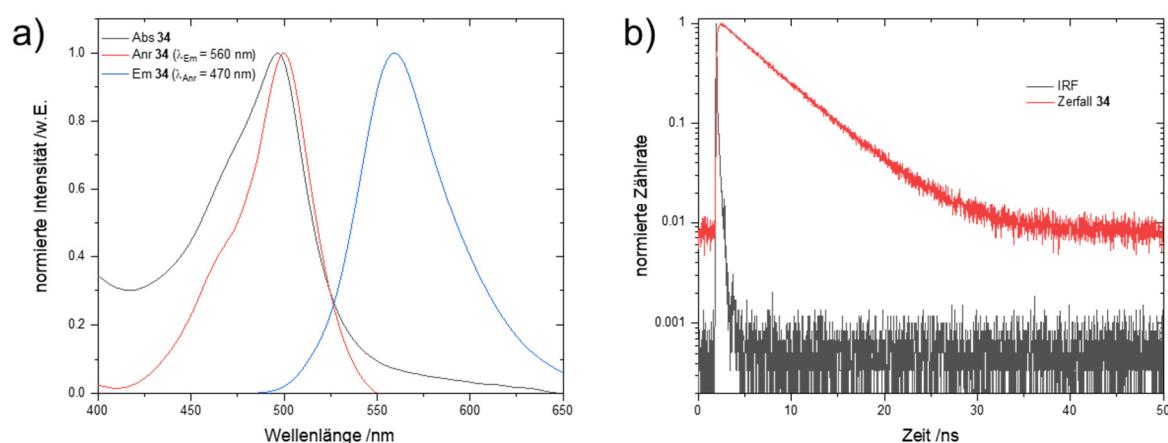 a)
Abs 34
Anr 34 (λEm = 560 nm)
Em 34 (λAnr = 470 nm)
normierte Intensität /w.E.
1.0
0.8
0.6
0.4
0.2
0.0
400 450 500 550 600 650
Wellenlänge /nm
b)
IRF
Zerfall 34
normierte Zählrate
1
0.1
0.01
0.001
0 10 20 30 40 50
Zeit /ns